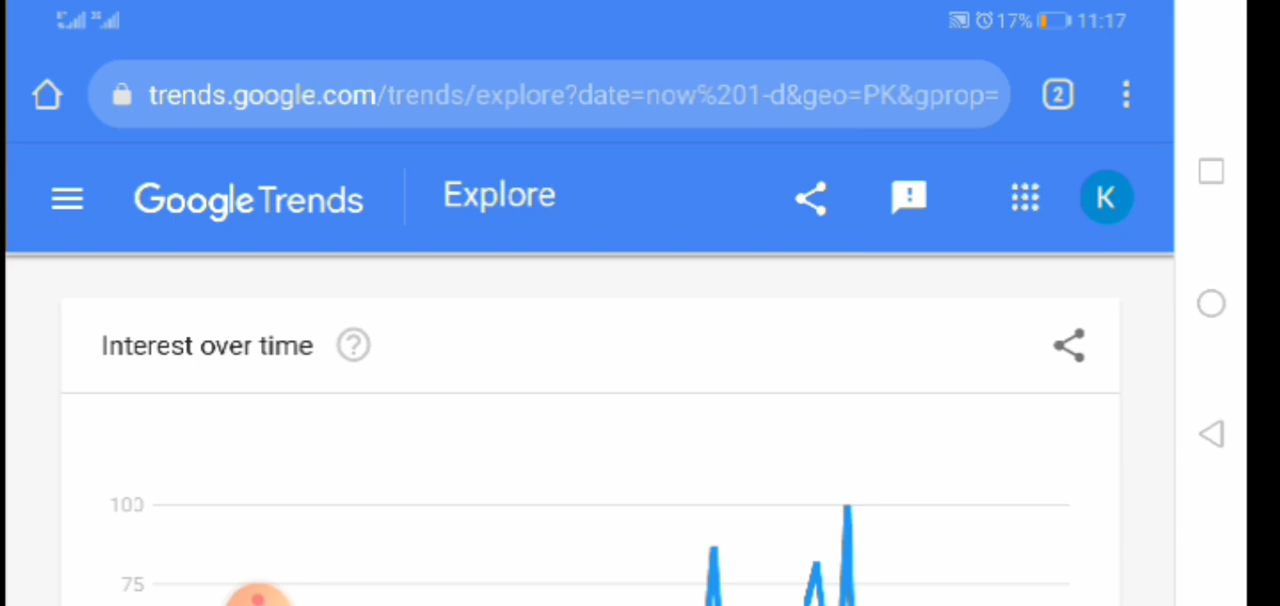 17% 11:17
trends.google.com/trends/explore?date=now%201-d&geo=PK&gprop=
2
Google Trends Explore
K
Interest over time ?
100
75